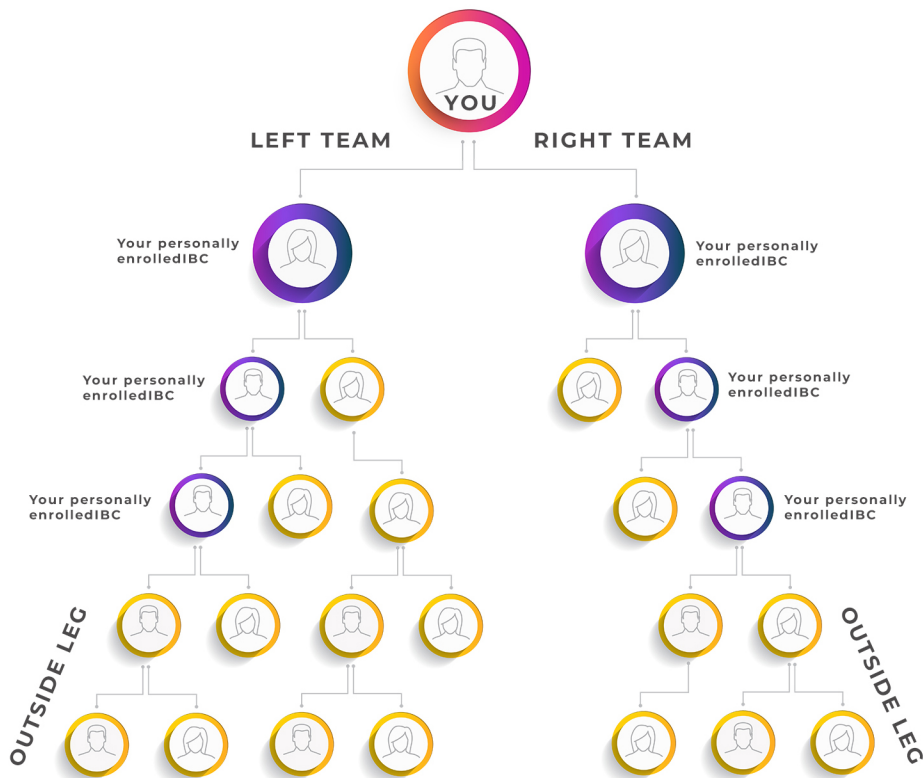 YOU
LEFT TEAM
RIGHT TEAM
Your personally
enrolledIBC
Your personally
enrolledIBC
Your personally
enrolledIBC
Your personally
enrolledIBC
Your personally
enrolledIBC
Your personally
enrolledIBC
OUTSIDE LEG
OUTSIDE LEG